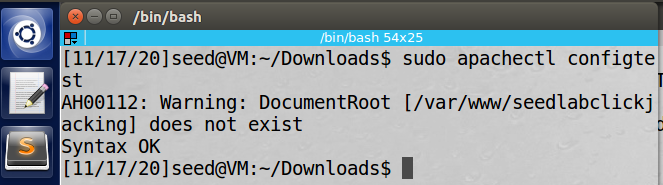 /bin/bash
/bin/bash 54x25
[11/17/20]seed@VM:~/Downloads$ sudo apachectl configte
st
AH00112: Warning: DocumentRoot [/var/www/seedlabclickj
acking] does not exist
Syntax OK
[11/17/20]seed@VM:~/Downloads$